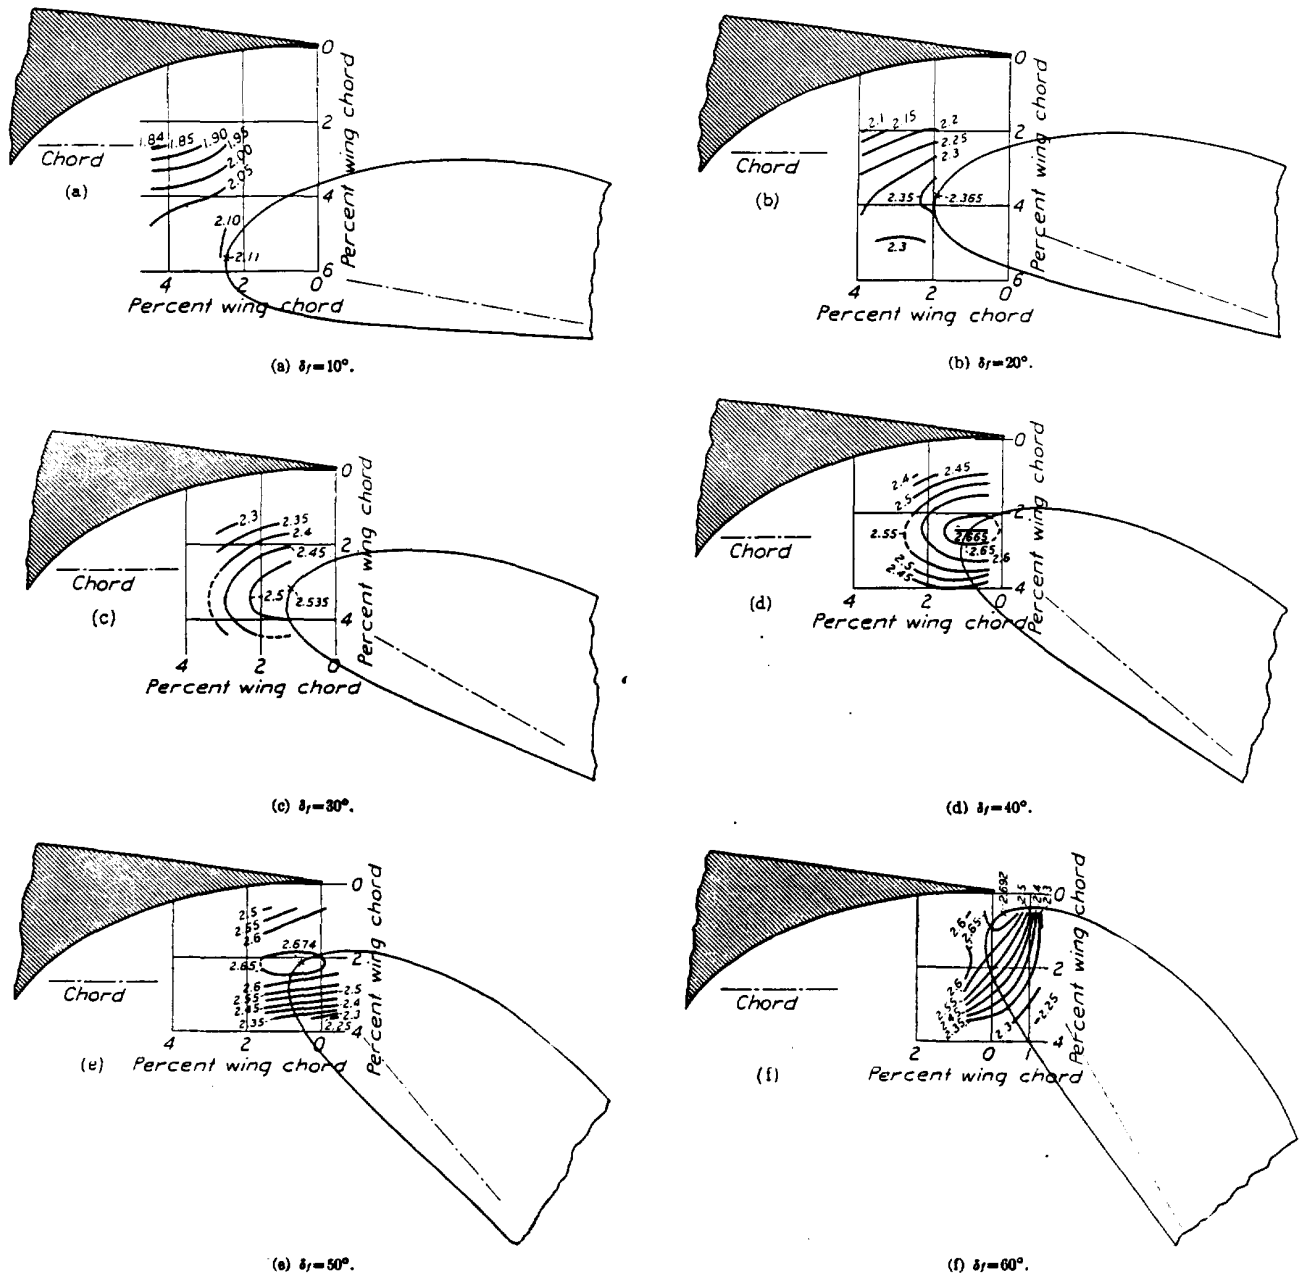 0
2
4
6
Percent wing chord
1.84
1.85
1.90
1.95
2.00
2.05
2.10
2.11
Chord
(a)
4 2 0
Percent wing chord
(a) δf=10°.
0
2
4
6
Percent wing chord
2.1 2.15 2.2
2.25
2.3
2.35
2.365
2.3
Chord
(b)
4 2 0
Percent wing chord
(b) δf=20°.
0
2
4
Percent wing chord
2.3
2.35
2.4
2.45
2.5
2.535
Chord
(c)
4 2 0
Percent wing chord
(c) δf=30°.
0
2
4
Percent wing chord
2.4
2.45
2.5
2.55
2.665
2.65
2.6
2.5
2.45
Chord
(d)
4 2 0
Percent wing chord
(d) δf=40°.
0
2
4
Percent wing chord
2.5
2.55
2.6
2.674
2.65
2.6
2.55
2.45
2.35
2.5
2.4
2.3
2.25
Chord
(e)
4 2 0
Percent wing chord
(e) δf=50°.
0
2
4
Percent wing chord
2.692
2.5
2.4
2.3
2.6
2.65
2.6
2.55
2.45
2.35
2.3
2.25
Chord
(f)
2 0 1
Percent wing chord
(f) δf=60°.